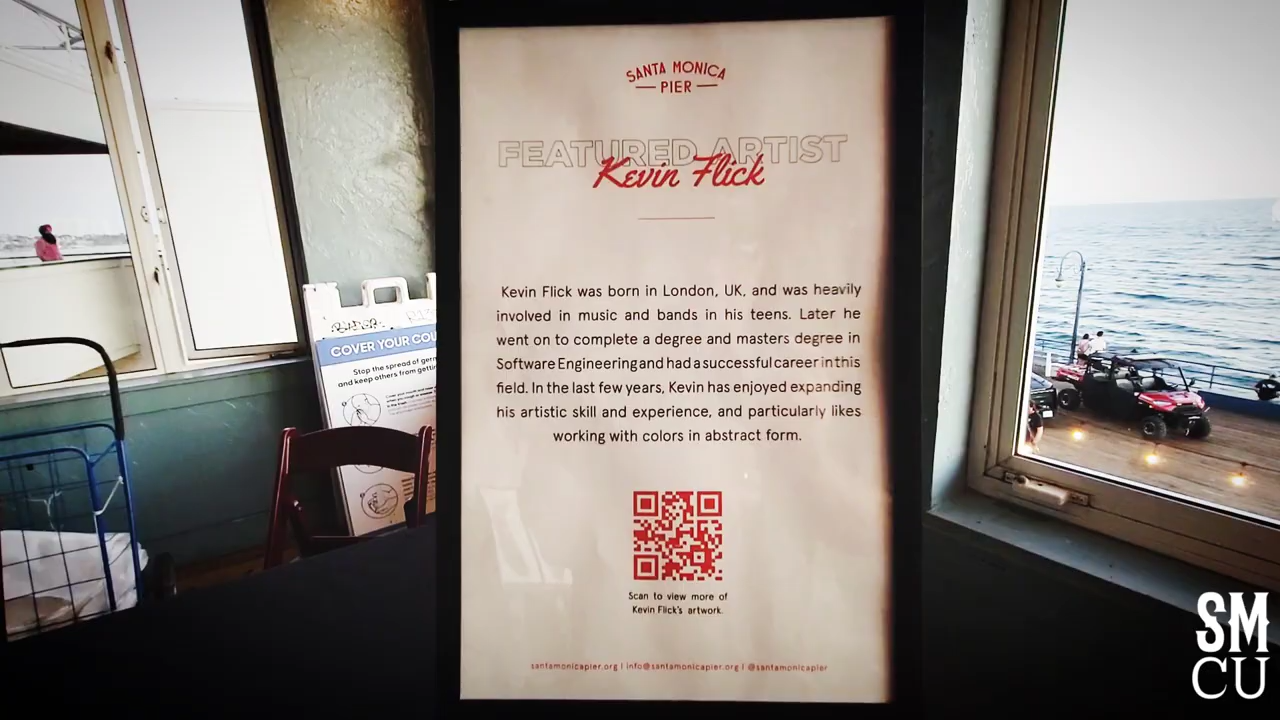 SANTA MONICA
PIER
FEATURED ARTIST
Kevin Flick
Kevin Flick was born in London, UK, and was heavily
involved in music and bands in his teens. Later he
went on to complete a degree and masters degree in
Software Engineering and had a successful career in this
field. In the last few years, Kevin has enjoyed expanding
his artistic skill and experience, and particularly likes
working with colors in abstract form.
Scan to view more of
Kevin Flick's artwork.
santamonicapier.org | info@santamonicapier.org | @santamonicapier
COVER YOUR COU
Stop the spread of germ
and keep others from gettin
SM
CU